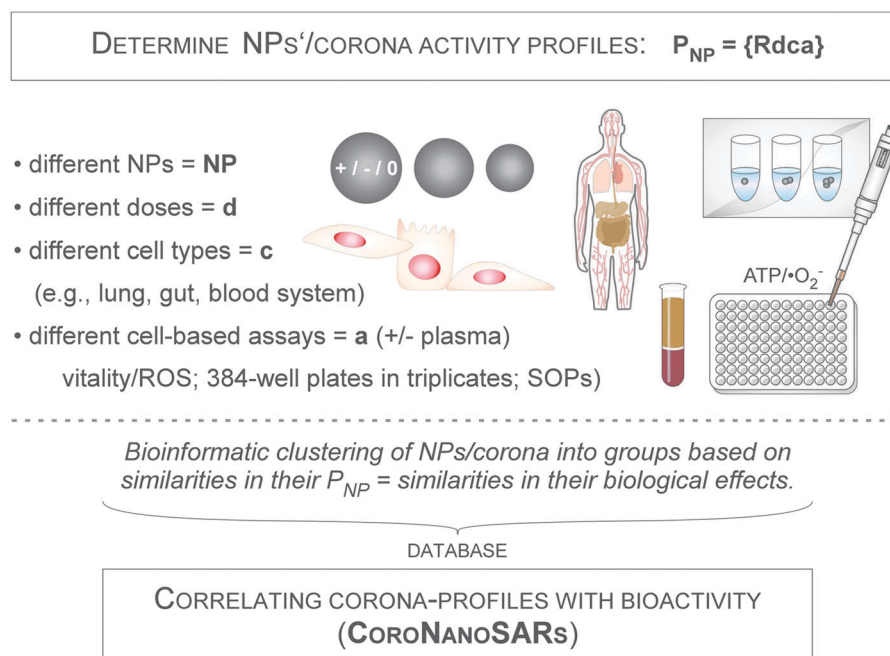 DETERMINE NPs‘/CORONA ACTIVITY PROFILES: P_NP = {Rdca}
• different NPs = NP
+ / - / 0
• different doses = d
• different cell types = c
(e.g., lung, gut, blood system)
ATP/•O₂⁻
• different cell-based assays = a (+/- plasma)
vitality/ROS; 384-well plates in triplicates; SOPs)
Bioinformatic clustering of NPs/corona into groups based on
similarities in their P_NP = similarities in their biological effects.
DATABASE
CORRELATING CORONA-PROFILES WITH BIOACTIVITY
(CORONANOSARS)